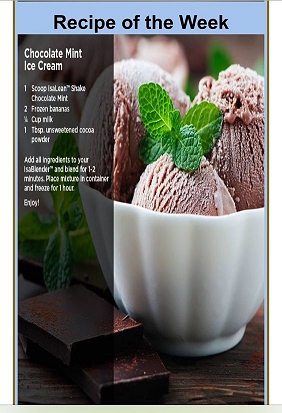 Recipe of the Week
Chocolate Mint
Ice Cream
1 Scoop IsaLean™ Shake
Chocolate Mint
2 Frozen bananas
¼ Cup milk
1 Tbsp. unsweetened cocoa
powder
Add all ingredients to your
IsaBlender™ and blend for 1-2
minutes. Place mixture in container
and freeze for 1 hour.
Enjoy!